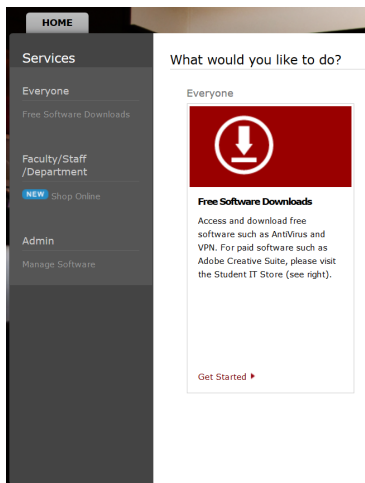 HOME
Services
Everyone
Free Software Downloads
Faculty/Staff
/Department
NEW Shop Online
Admin
Manage Software
What would you like to do?
Everyone
Free Software Downloads
Access and download free
software such as AntiVirus and
VPN. For paid software such as
Adobe Creative Suite, please visit
the Student IT Store (see right).
Get Started